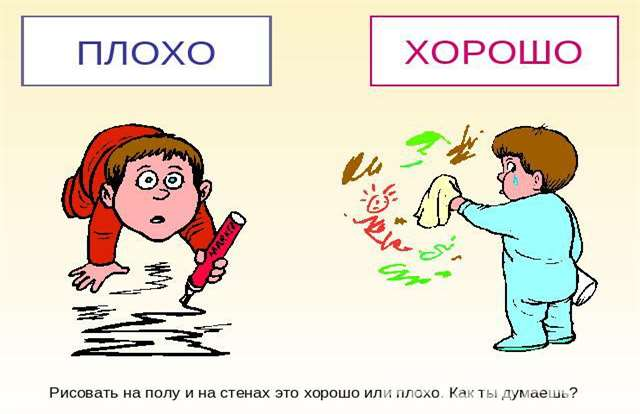 ПЛОХО
ХОРОШО
Рисовать на полу и на стенах это хорошо или плохо. Как ты думаешь?